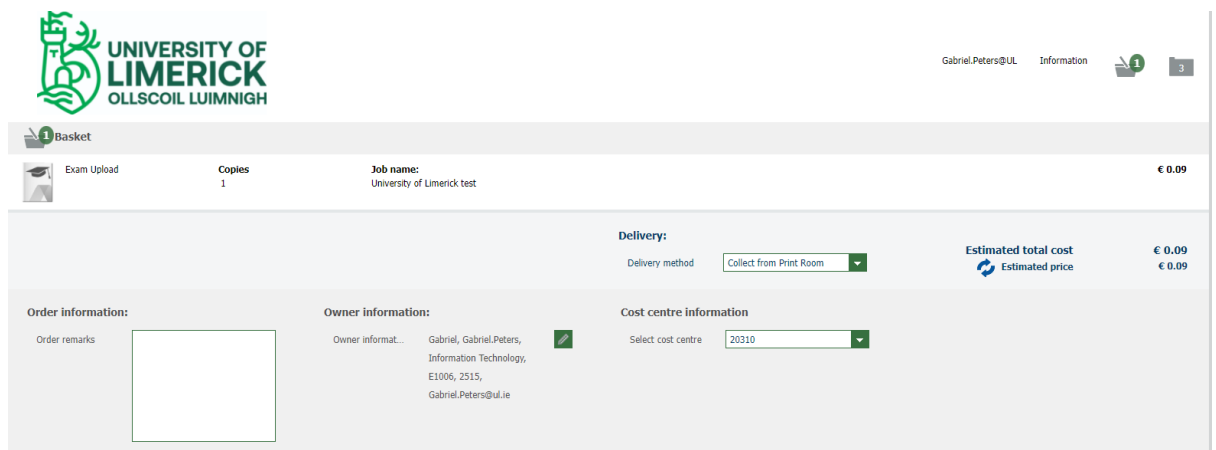 UNIVERSITY OF
LIMERICK
OLLSCOIL LUIMNIGH
Gabriel.Peters@UL Information 1 3
1 Basket
Exam Upload Copies Job name: € 0.09
1 University of Limerick test
Delivery:
Delivery method Collect from Print Room
Estimated total cost € 0.09
Estimated price € 0.09
Order information:
Order remarks
Owner information:
Owner informat... Gabriel, Gabriel.Peters,
Information Technology,
E1006, 2515,
Gabriel.Peters@ul.ie
Cost centre information
Select cost centre 20310